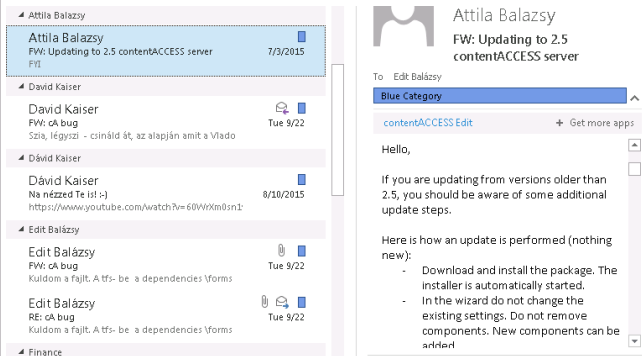 Attila Balazsy
Attila Balazsy
FW: Updating to 2.5 contentACCESS server 7/3/2015
FYI
David Kaiser
David Kaiser
FW: cA bug Tue 9/22
Szia, légyszi - csináld át, az alapján amit a Vlado
Dávid Kaiser
Dávid Kaiser
Na nézzed Te is! :-) 8/10/2015
https://www.youtube.com/watch?v=60WrXm0sn1
Edit Balázsy
Edit Balázsy
FW: cA bug Tue 9/22
Kuldom a fajlt. A tfs- be a dependencies \forms
Edit Balázsy
RE: cA bug Tue 9/22
Kuldom a fajlt. A tfs- be a dependencies \forms
Finance
Attila Balazsy
FW: Updating to 2.5
contentACCESS server
To Edit Balázsy
Blue Category
contentACCESS Edit + Get more apps
Hello,
If you are updating from versions older than
2.5, you should be aware of some additional
update steps.
Here is how an update is performed (nothing
new):
- Download and install the package. The
installer is automatically started.
- In the wizard do not change the
existing settings. Do not remove
components. New components can be
added